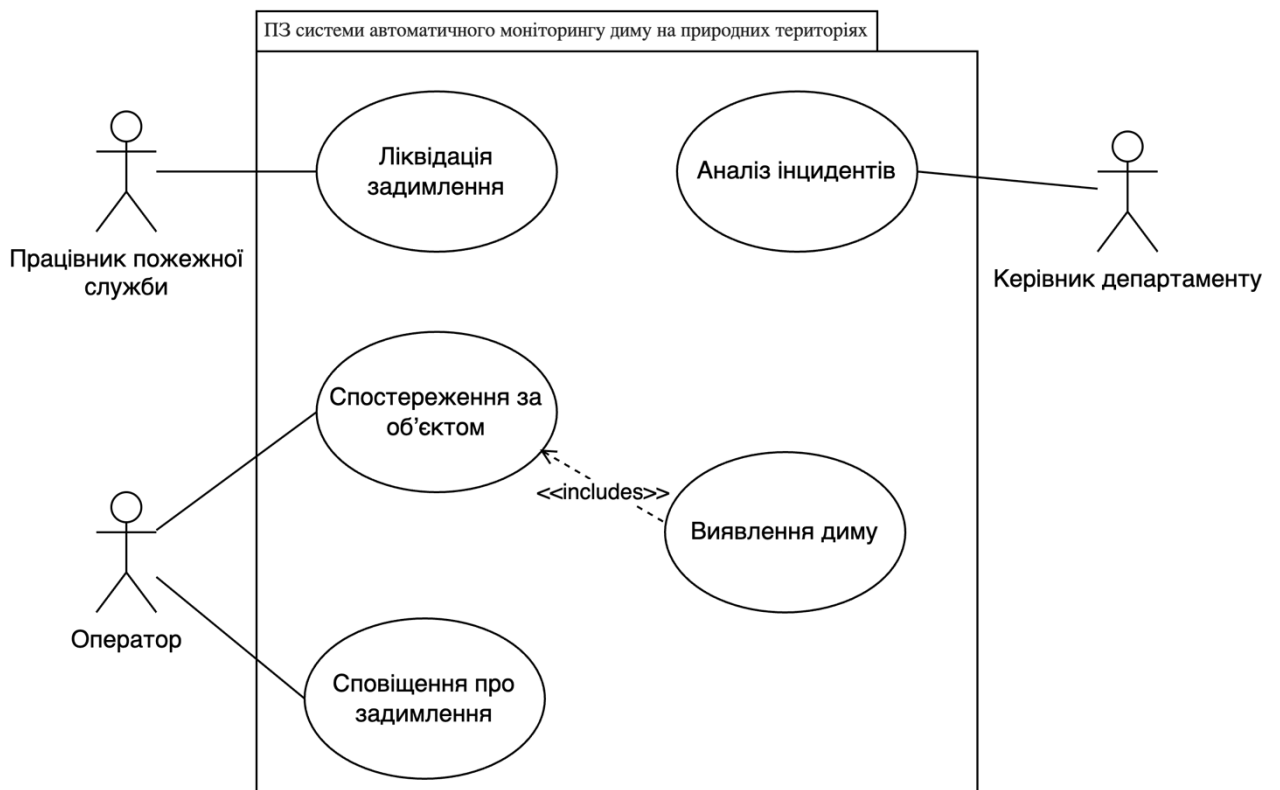 ПЗ системи автоматичного моніторингу диму на природних територіях
Ліквідація
задимлення
Аналіз інцидентів
Працівник пожежної
служби
Керівник департаменту
Спостереження за
об’єктом
<<includes>>
Виявлення диму
Оператор
Сповіщення про
задимлення